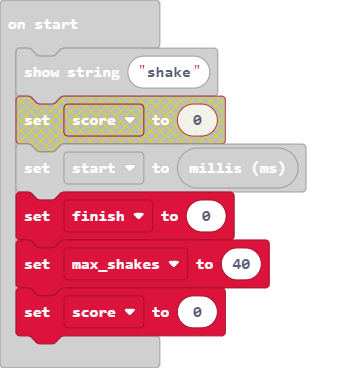 on start
show string "shake"
set score to 0
set start to millis (ms)
set finish to 0
set max_shakes to 40
set score to 0